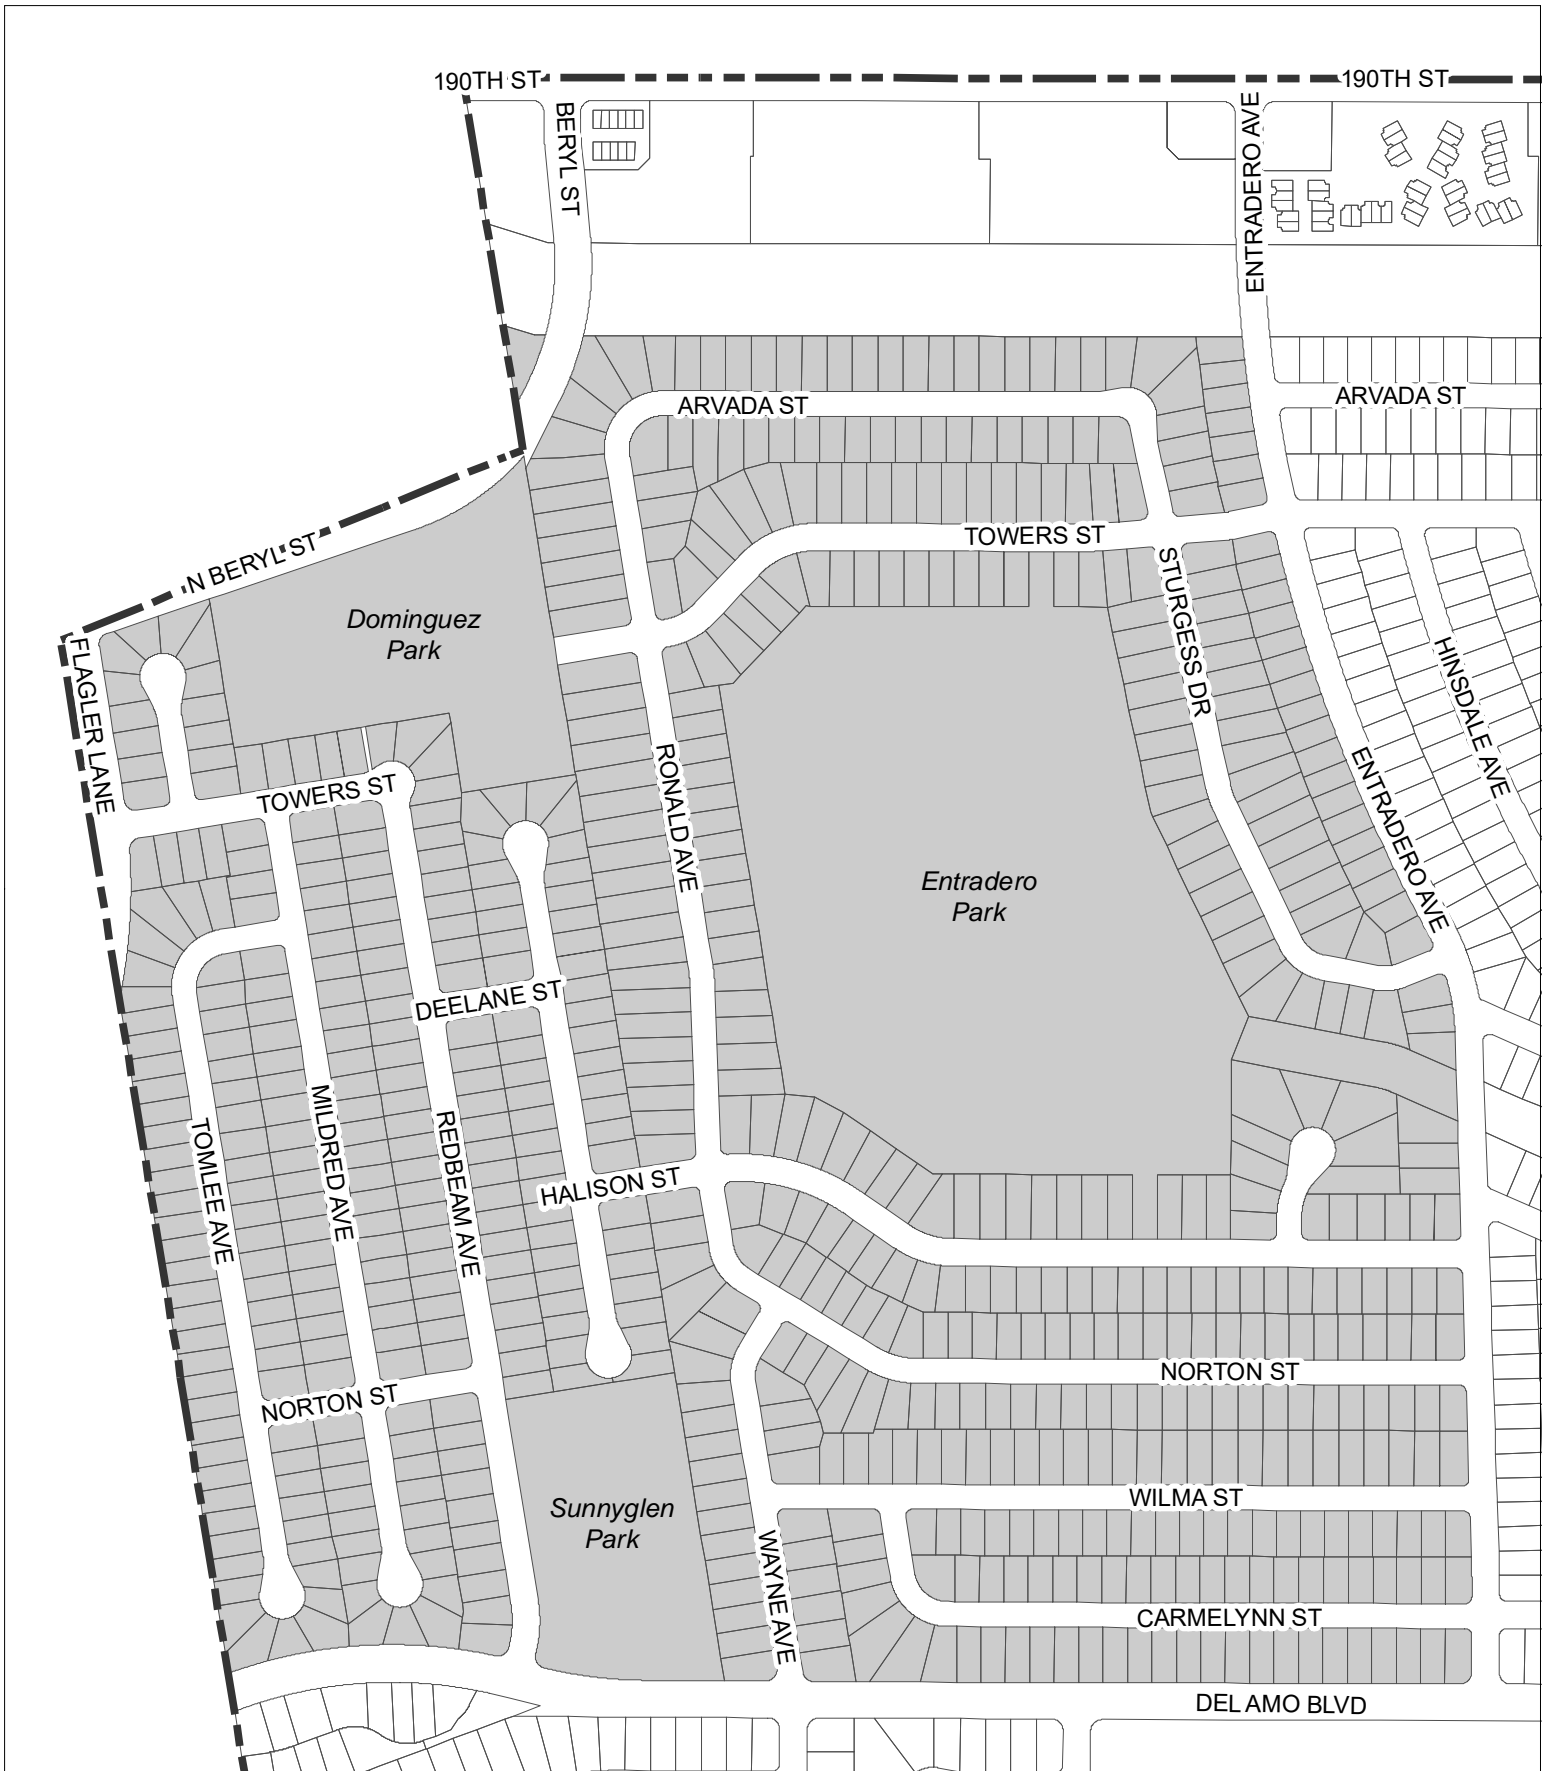 190TH ST
190TH ST
BERYL ST
ENTRADERO AVE
ARVADA ST
ARVADA ST
TOWERS ST
N BERYL ST
STURGESS DR
Dominguez
Park
FLAGLER LANE
HINSDALE AVE
RONALD AVE
ENTRADERO AVE
TOWERS ST
Entradero
Park
DEELANE ST
MILDRED AVE
REDBEAM AVE
TOMLEE AVE
HALISON ST
NORTON ST
NORTON ST
WILMA ST
Sunnyglen
Park
WAYNE AVE
CARMELYNN ST
DEL AMO BLVD